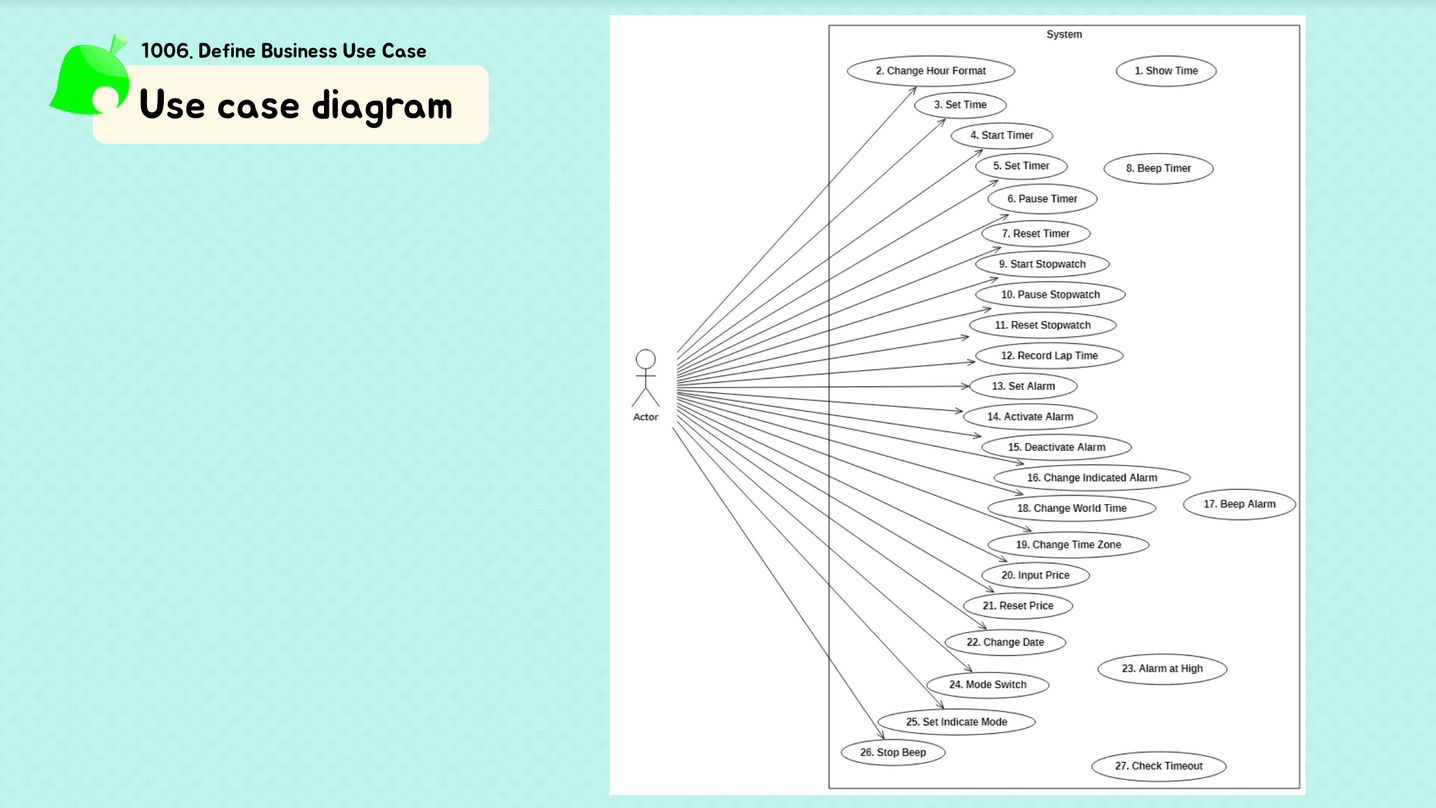 1006. Define Business Use Case
Use case diagram
System
2. Change Hour Format
1. Show Time
3. Set Time
4. Start Timer
5. Set Timer
8. Beep Timer
6. Pause Timer
7. Reset Timer
9. Start Stopwatch
10. Pause Stopwatch
11. Reset Stopwatch
12. Record Lap Time
13. Set Alarm
14. Activate Alarm
15. Deactivate Alarm
16. Change Indicated Alarm
17. Beep Alarm
18. Change World Time
19. Change Time Zone
20. Input Price
21. Reset Price
22. Change Date
23. Alarm at High
24. Mode Switch
25. Set Indicate Mode
26. Stop Beep
27. Check Timeout
Actor